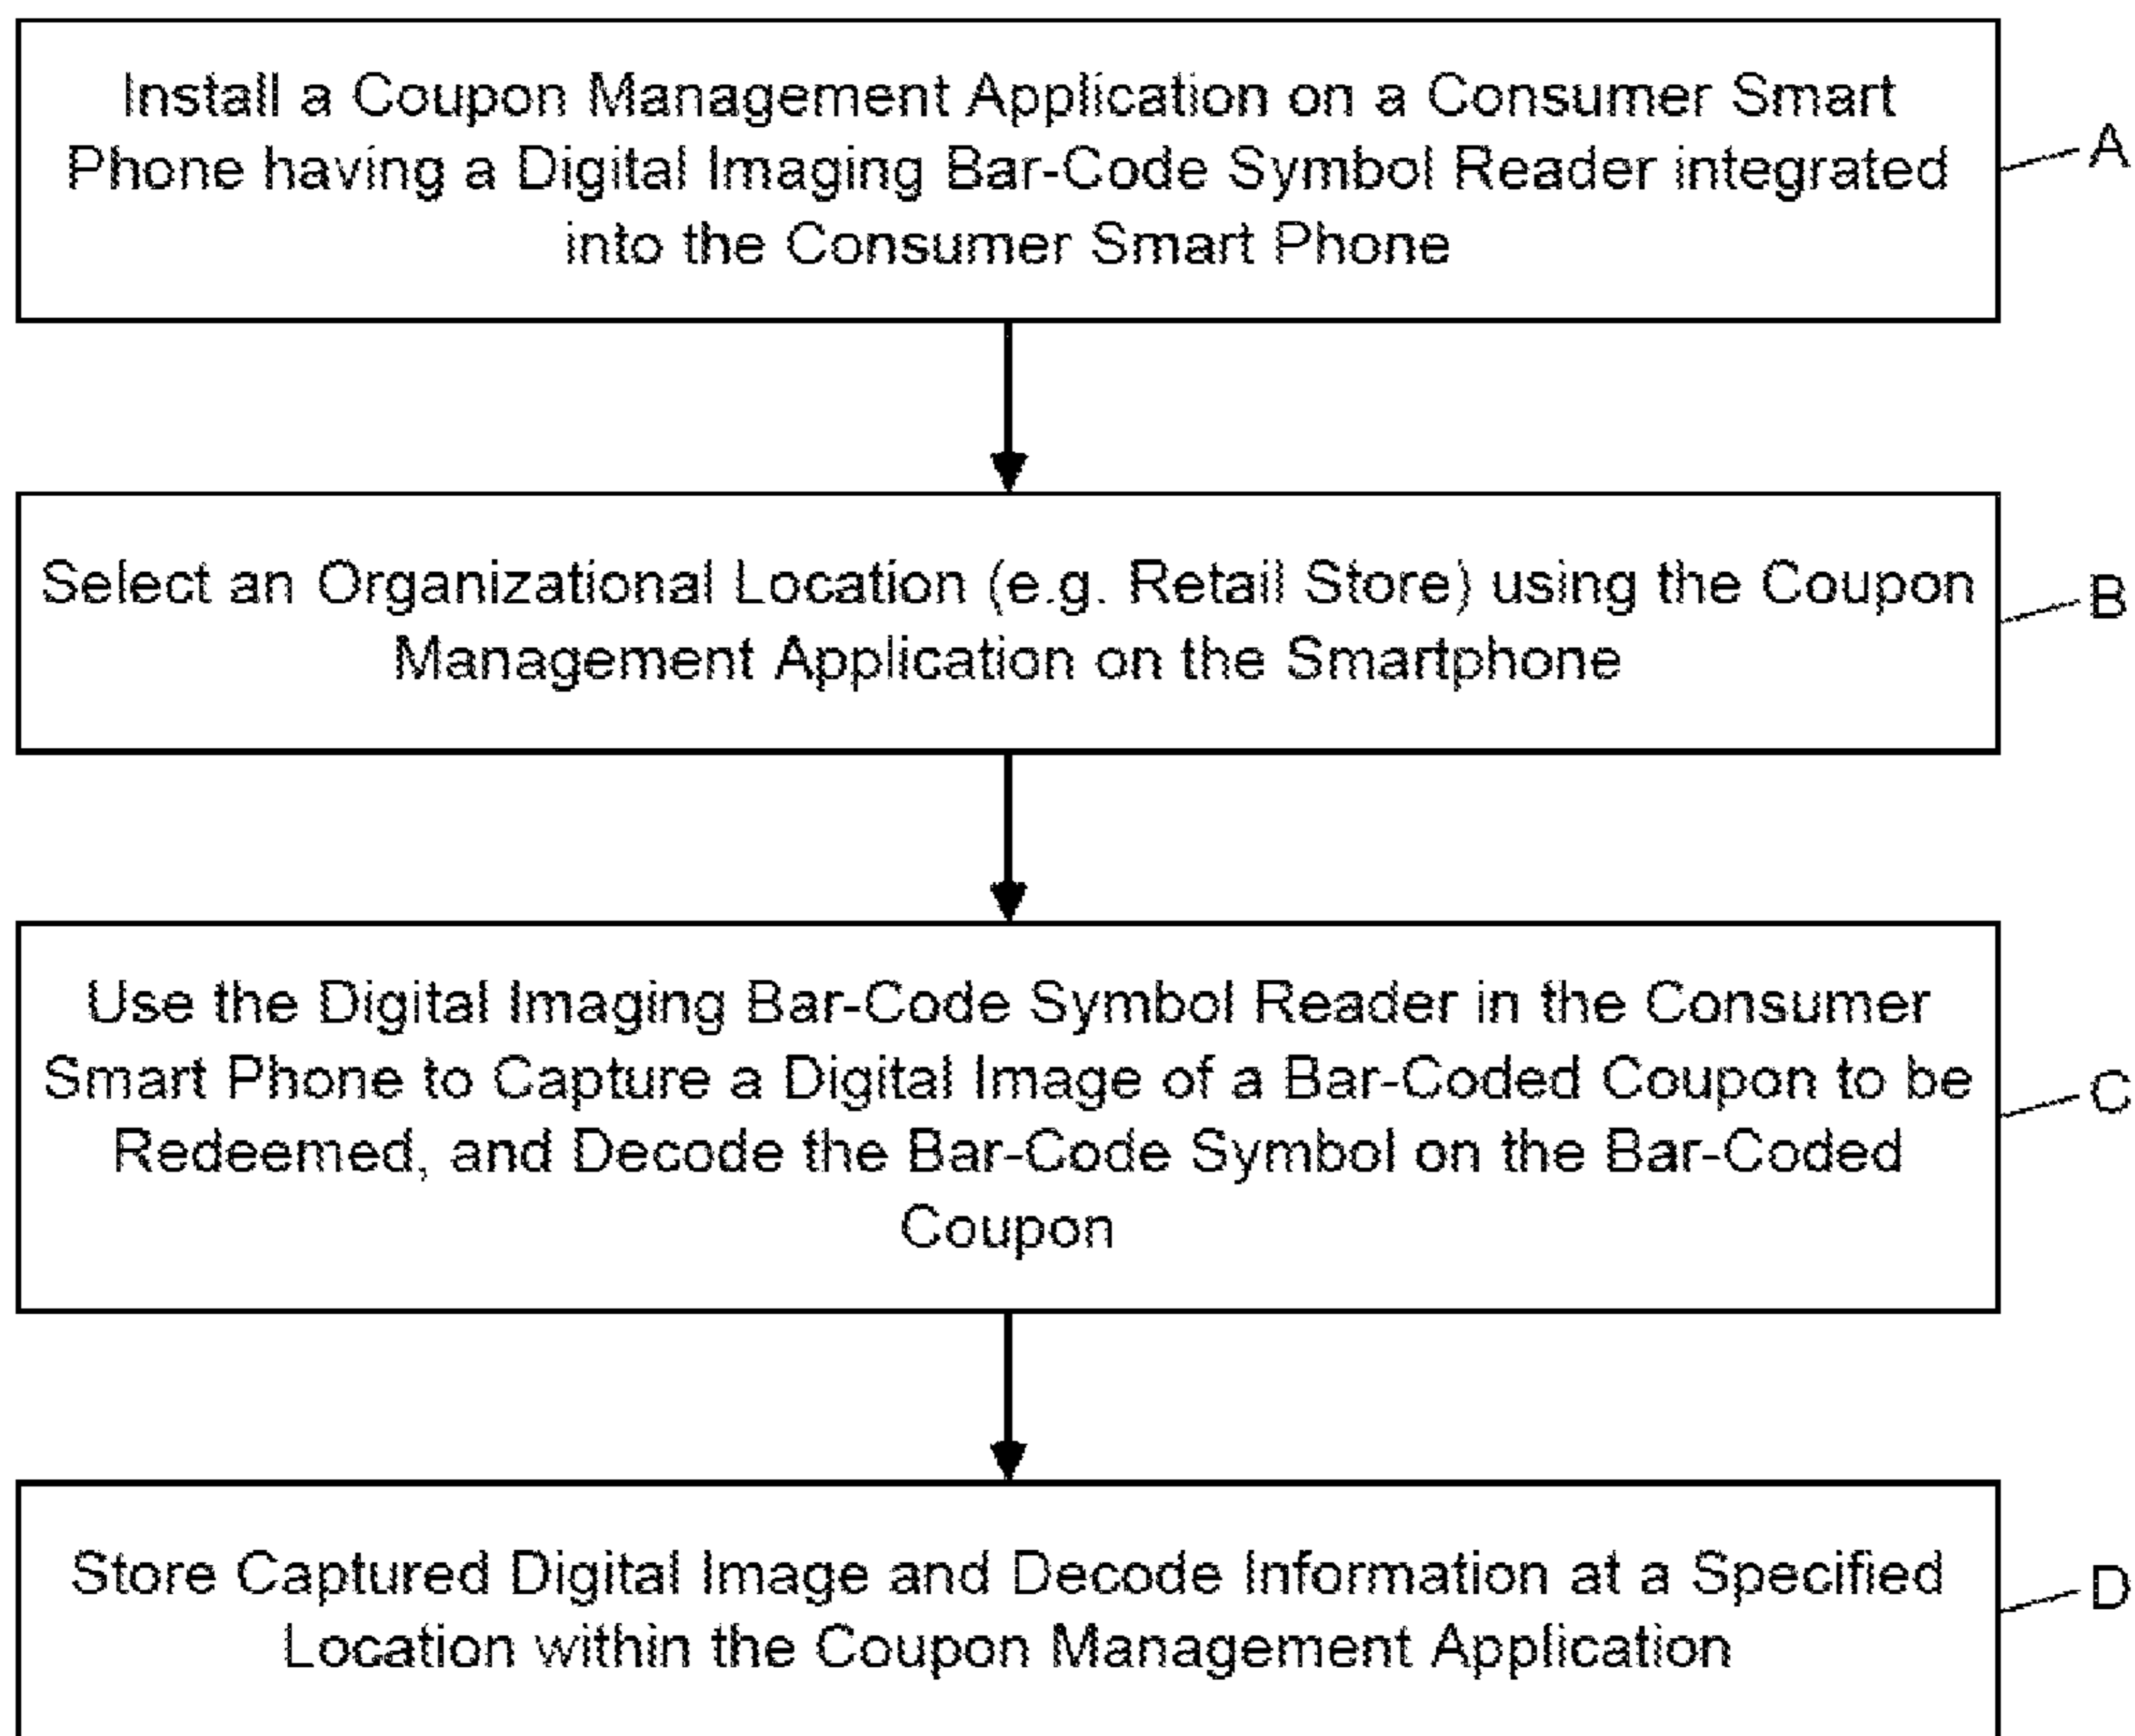 Install a Coupon Management Application on a Consumer Smart
Phone having a Digital Imaging Bar-Code Symbol Reader integrated
into the Consumer Smart Phone
A
Select an Organizational Location (e.g. Retail Store) using the Coupon
Management Application on the Smartphone
B
Use the Digital Imaging Bar-Code Symbol Reader in the Consumer
Smart Phone to Capture a Digital Image of a Bar-Coded Coupon to be
Redeemed, and Decode the Bar-Code Symbol on the Bar-Coded
Coupon
C
Store Captured Digital Image and Decode Information at a Specified
Location within the Coupon Management Application
D